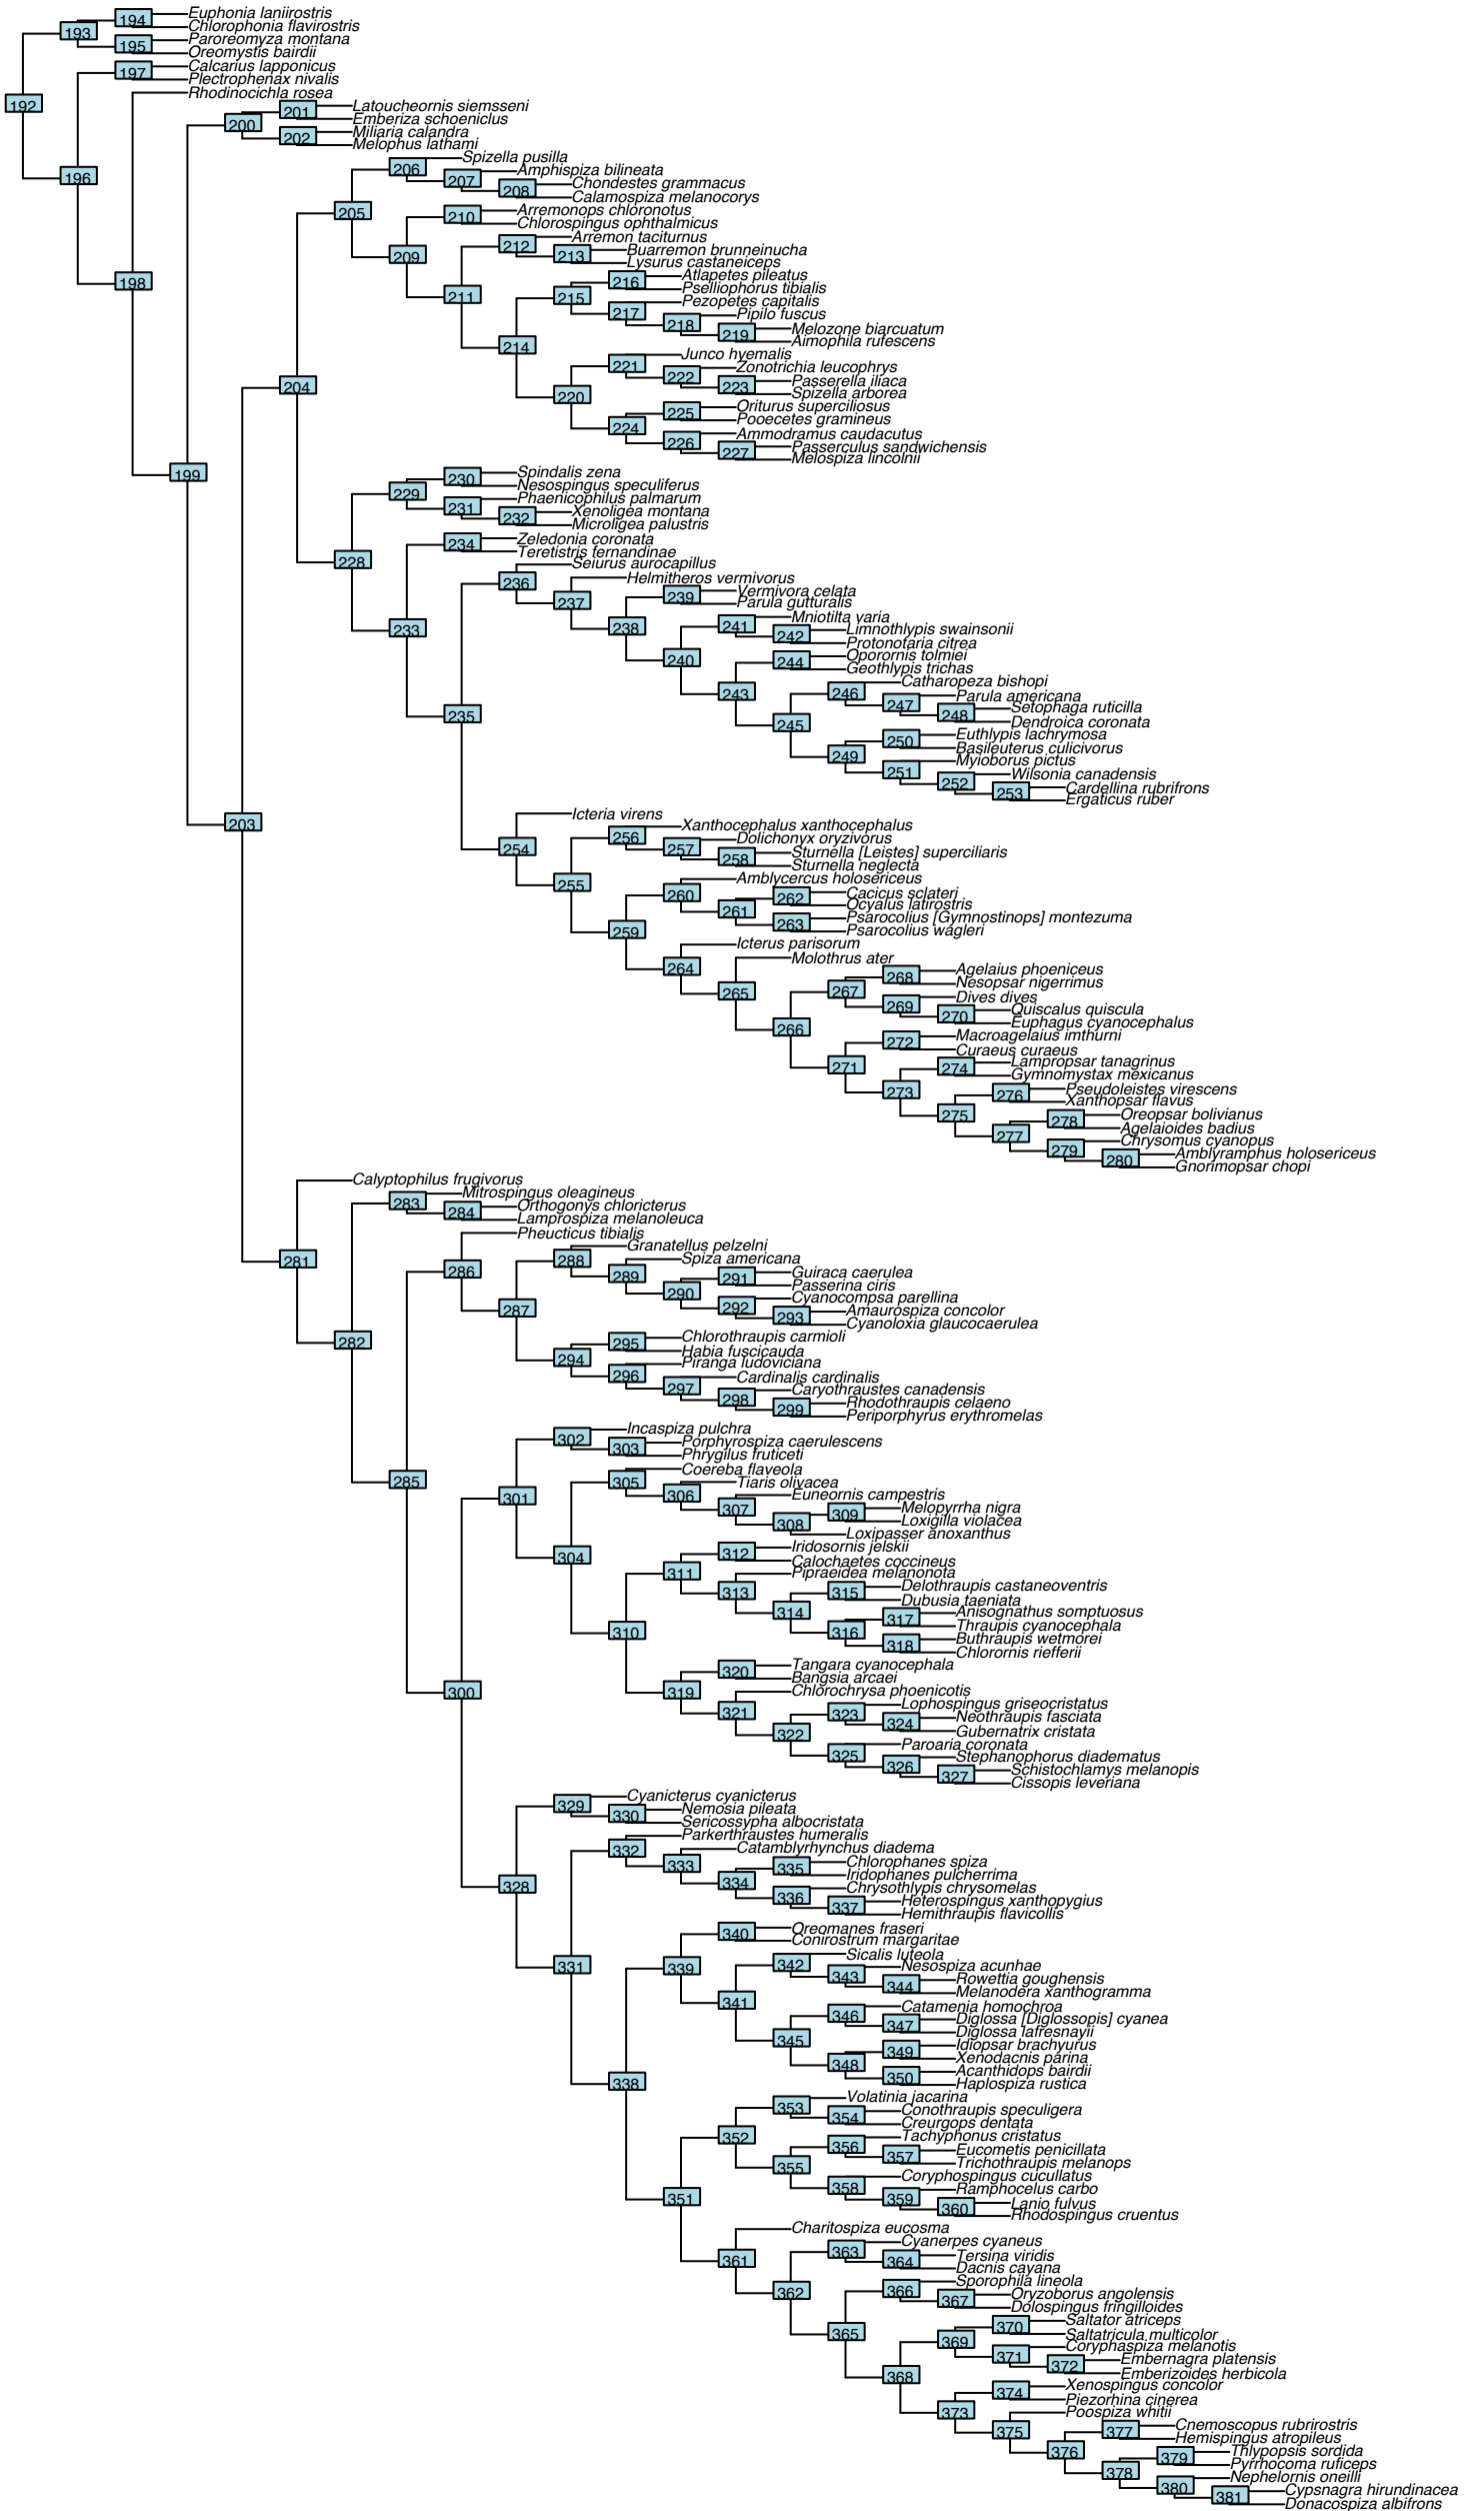 194
Euphonia laniirostris
Chlorophonia flavirostris
193
Paroreomyza montana
195
Oreomystis bairdii
Calcarius lapponicus
197
Plectrophenax nivalis
Rhodinocichla rosea
192
Latoucheornis siemsseni
201
Emberiza schoeniclus
200
Miliaria calandra
202
Melophus lathami
Spizella pusilla
206
Amphispiza bilineata
196
207
Chondestes grammacus
208
Calamospiza melanocorys
205
Arremonops chloronotus
210
Chlorospingus ophthalmicus
Arremon taciturnus
212
Buarremon brunneinucha
209
213
Lysurus castaneiceps
Atlapetes pileatus
198
216
Pselliophorus tibialis
211
215
Pezopetes capitalis
217
Pipilo fuscus
218
Melozone biarcuatum
219
Aimophila rufescens
214
Junco hyemalis
221
Zonotrichia leucophrys
222
Passerella iliaca
204
223
Spizella arborea
220
Oriturus superciliosus
225
Pooecetes gramineus
224
Ammodramus caudacutus
226
Passerculus sandwichensis
227
Melospiza lincolnii
199
Spindalis zena
230
Nesospingus speculiferus
229
Phaenicophilus palmarum
231
Xenoligea montana
232
Microligea palustris
Zeledonia coronata
234
Teretistris fernandinae
228
Seiurus aurocapillus
236
Helmitheros vermivorus
Vermivora celata
239
237
Parula gutturalis
Mniotilta varia
233
238
241
Limnothlypis swainsonii
242
Protonotaria citrea
Oporornis tolmiei
240
244
Geothlypis trichas
Catharopeza bishopi
243
246
Parula americana
247
Setophaga ruticilla
235
248
Dendroica coronata
245
Euthlypis lachrymosa
250
Basileuterus culicivorus
249
Myioborus pictus
251
Wilsonia canadensis
252
Cardellina rubrifrons
253
Ergaticus ruber
Icteria virens
203
Xanthocephalus xanthocephalus
256
Dolichonyx oryzivorus
254
257
Sturnella [Leistes] superciliaris
258
Sturnella neglecta
Amblycercus holosericeus
255
260
Cacicus sclateri
262
Ocyalus latirostris
261
Psarocolius [Gymnostinops] montezuma
263
259
Psarocolius wagleri
Icterus parisorum
Molothrus ater
264
Agelaius phoeniceus
268
Nesopsar nigerrimus
265
267
Dives dives
269
Quiscalus quiscula
270
Euphagus cyanocephalus
266
Macroagelaius imthurni
272
Curaeus curaeus
271
Lampropsar tanagrinus
274
Gymnomystax mexicanus
273
Pseudoleistes virescens
276
Xanthopsar flavus
275
Oreopsar bolivianus
278
Agelaioides badius
277
Chrysomus cyanopus
279
Amblyramphus holosericeus
280
Gnorimopsar chopi
Calyptophilus frugivorus
Mitrospingus oleagineus
283
Orthogonys chloricterus
284
Lamprospiza melanoleuca
Pheucticus tibialis
Granatellus pelzelni
281
288
Spiza americana
286
289
Guiraca caerulea
291
Passerina ciris
290
Cyanocompsa parellina
287
292
Amaurospiza concolor
293
Cyanoloxia glaucocaerulea
282
Chlorothraupis carmioli
295
Habia fuscicauda
294
Piranga ludoviciana
296
Cardinalis cardinalis
297
Caryothraustes canadensis
298
Rhodothraupis celaeno
299
Periporphyrus erythromelas
Incaspiza pulchra
302
Porphyrospiza caerulescens
303
Phrygilus fruticeti
Coereba flaveola
285
305
Tiaris olivacea
301
306
Euneornis campestris
307
Melopyrrha nigra
309
Loxigilla violacea
308
Loxipasser anoxanthus
Iridosornis jelskii
304
312
Calochaetes coccineus
311
Pipraeidea melanonota
313
Delothraupis castaneoventris
315
Dubusia taeniata
314
Anisognathus somptuosus
317
Thraupis cyanocephala
310
316
Buthraupis wetmorei
318
Chlorornis riefferii
Tangara cyanocephala
320
Bangsia arcaei
300
319
Chlorochrysa phoenicotis
321
Lophospingus griseocristatus
323
Neothraupis fasciata
324
322
Gubernatrix cristata
Paroaria coronata
325
Stephanophorus diadematus
326
Schistochlamys melanopis
327
Cissopis leveriana
Cyanicterus cyanicterus
329
Nemosia pileata
330
Sericossypha albocristata
Parkerthraustes humeralis
332
Catamblyrhynchus diadema
333
Chlorophanes spiza
335
Iridophanes pulcherrima
328
334
Chrysothlypis chrysomelas
336
Heterospingus xanthopygius
337
Hemithraupis flavicollis
Oreomanes fraseri
340
Conirostrum margaritae
Sicalis luteola
331
339
342
Nesospiza acunhae
343
Rowettia goughensis
344
Melanodera xanthogramma
341
Catamenia homochroa
346
Diglossa [Diglossopis] cyanea
347
Diglossa lafresnayii
345
Idiopsar brachyurus
349
Xenodacnis parina
348
Acanthidops bairdii
350
338
Haplospiza rustica
Volatinia jacarina
353
Conothraupis speculigera
354
Creurgops dentata
352
Tachyphonus cristatus
356
Eucometis penicillata
357
Trichothraupis melanops
355
Coryphospingus cucullatus
358
Ramphocelus carbo
351
359
Lanio fulvus
360
Rhodospingus cruentus
Charitospiza eucosma
Cyanerpes cyaneus
363
361
Tersina viridis
364
Dacnis cayana
Sporophila lineola
362
366
Oryzoborus angolensis
367
Dolospingus fringilloides
Saltator atriceps
370
365
Saltatricula multicolor
369
Coryphaspiza melanotis
371
Embernagra platensis
372
368
Emberizoides herbicola
Xenospingus concolor
374
Piezorhina cinerea
373
Poospiza whitii
Cnemoscopus rubrirostris
375
377
Hemispingus atropileus
376
Thlypopsis sordida
379
Pyrrhocoma ruficeps
378
Nephelornis oneilli
380
Cypsnagra hirundinacea
381
Donacospiza albifrons